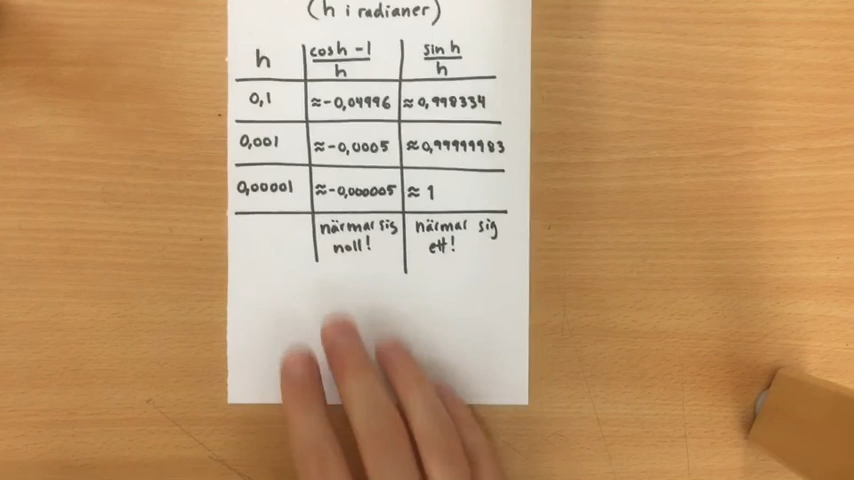 (h i radianer)
h cosh -1/h sin h/h
0,1 ≈-0,04996 ≈0,998334
0,001 ≈-0,0005 ≈0,99999983
0,00001 ≈-0,000005 ≈1
närmar sig närmar sig
noll! ett!